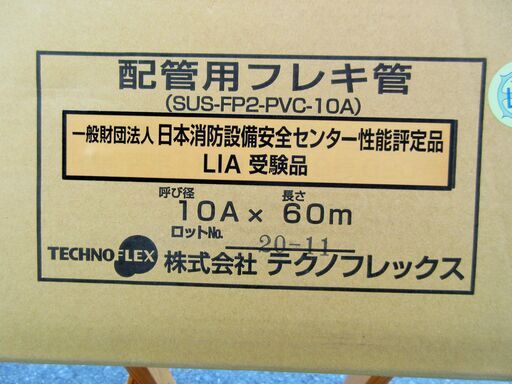 配管用フレキ管
(SUS-FP2-PVC-10A)
一般財団法人 日本消防設備安全センター性能評定品
LIA 受験品
呼び径 長さ
10A × 60m
ロットNo. 20-11
TECHNO FLEX 株式会社 テクノフレックス